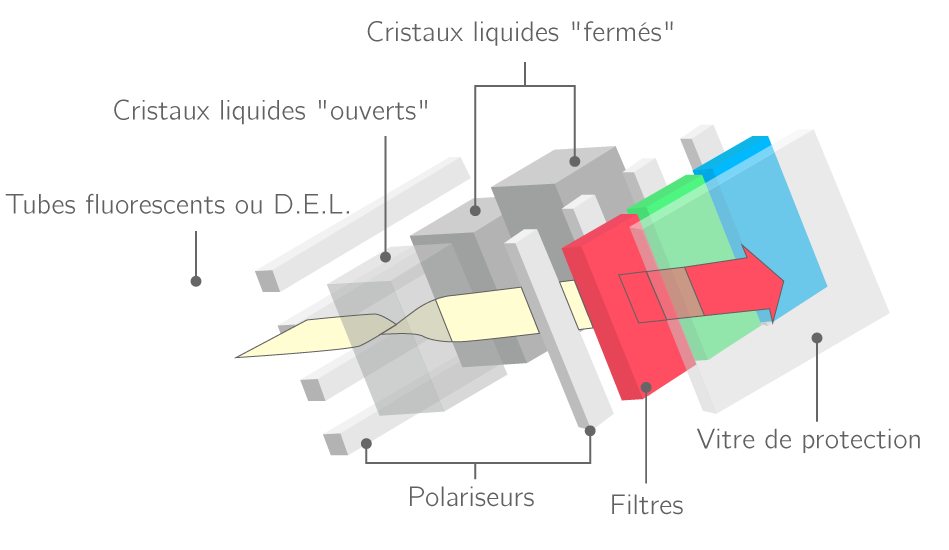 Cristaux liquides "fermés"
Cristaux liquides "ouverts"
Tubes fluorescents ou D.E.L.
Vitre de protection
Polariseurs
Filtres